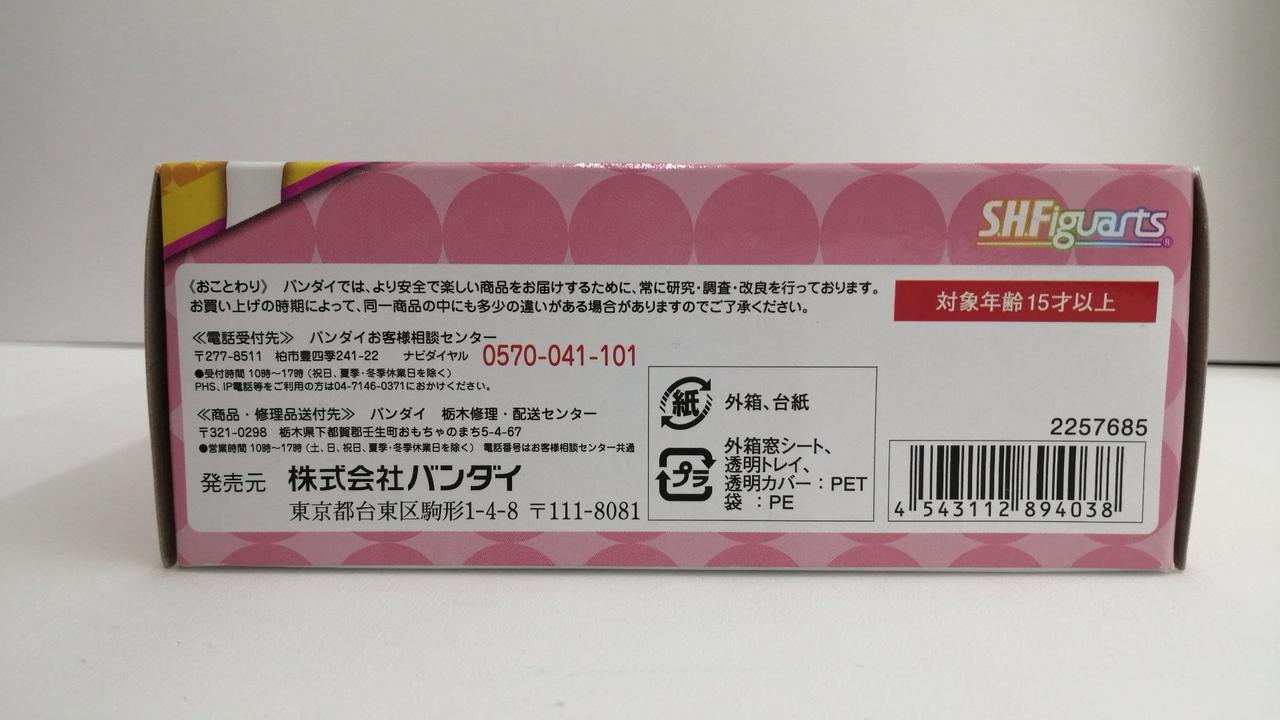 S.H.Figuarts®
《おことわり》 バンダイでは、より安全で楽しい商品をお届けするために、常に研究・調査・改良を行っております。
お買い上げの時期によって、同一商品の中にも多少の違いがある場合がありますのでご了承ください。
対象年齢15才以上
≪電話受付先≫ バンダイお客様相談センター
〒277-8511 柏市豊四季241-22 ナビダイヤル 0570-041-101
●受付時間 10時〜17時(祝日、夏季・冬季休業日を除く)
PHS、IP電話等をご利用の方は04-7146-0371におかけください。
≪商品・修理品送付先≫ バンダイ 栃木修理・配送センター
〒321-0298 栃木県下都賀郡壬生町おもちゃのまち5-4-67
●営業時間 10時〜17時(土、日、祝日、夏季・冬季休業日を除く) 電話番号はお客様相談センター共通
発売元 株式会社バンダイ
東京都台東区駒形1-4-8 〒111-8081
紙 外箱、台紙
プラ
外箱窓シート、
透明トレイ、
透明カバー:PET
袋 :PE
2257685
4 543112 894038